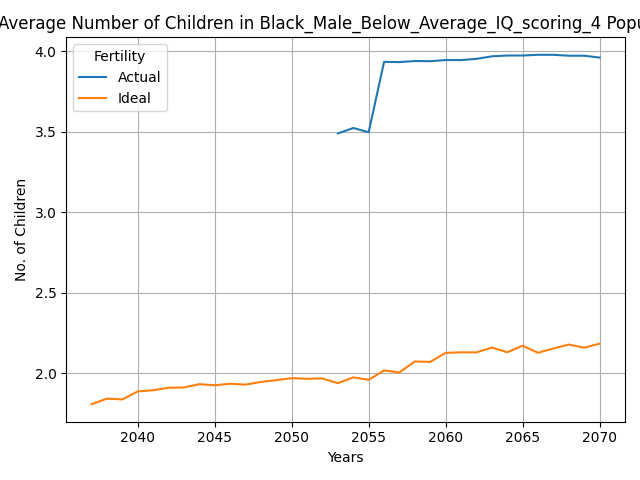 Average Number of Children in Black_Male_Below_Average_IQ_scoring_4 Popu
Fertility
Actual
Ideal
4.0
3.5
3.0
2.5
2.0
No. of Children
2040 2045 2050 2055 2060 2065 2070
Years